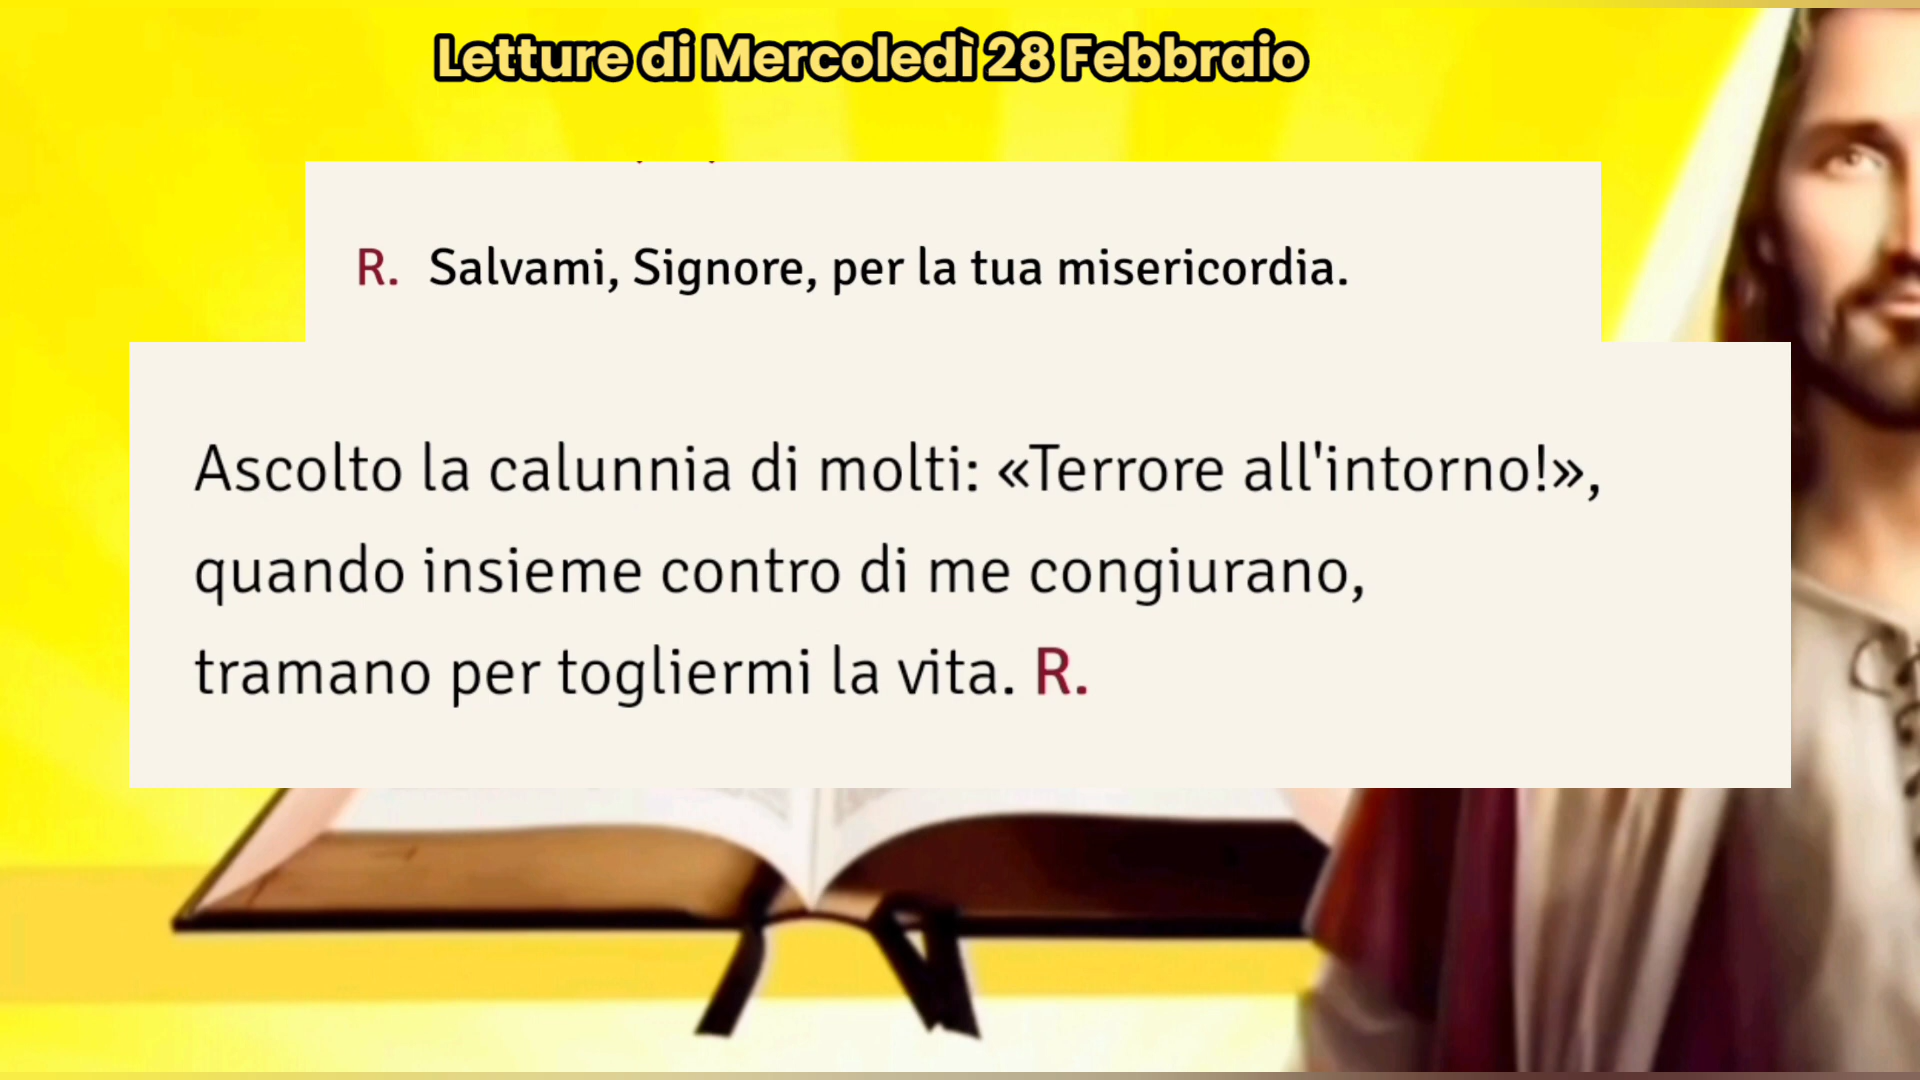 Letture di Mercoledì 28 Febbraio
R. Salvami, Signore, per la tua misericordia.
Ascolto la calunnia di molti: «Terrore all'intorno!»,
quando insieme contro di me congiurano,
tramano per togliermi la vita. R.